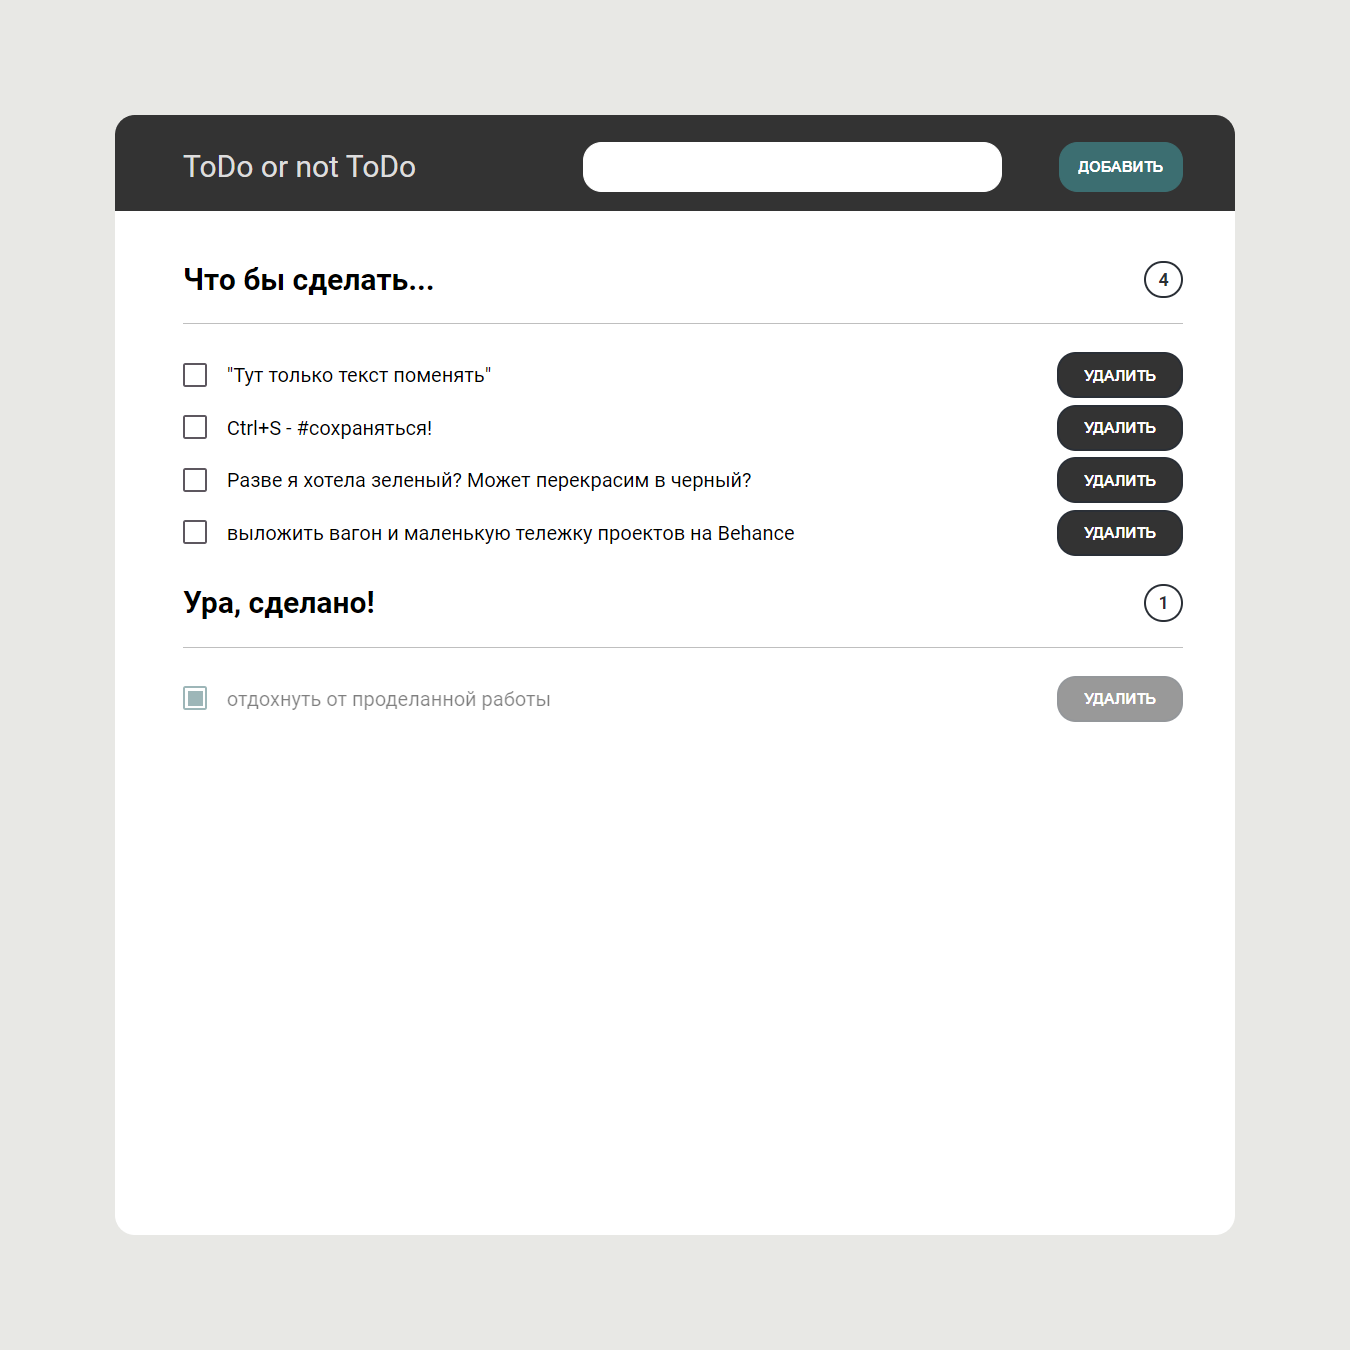 ToDo or not ToDo
ДОБАВИТЬ
Что бы сделать...
4
"Тут только текст поменять"
УДАЛИТЬ
Ctrl+S - #сохраняться!
УДАЛИТЬ
Разве я хотела зеленый? Может перекрасим в черный?
УДАЛИТЬ
выложить вагон и маленькую тележку проектов на Behance
УДАЛИТЬ
Ура, сделано!
1
отдохнуть от проделанной работы
УДАЛИТЬ